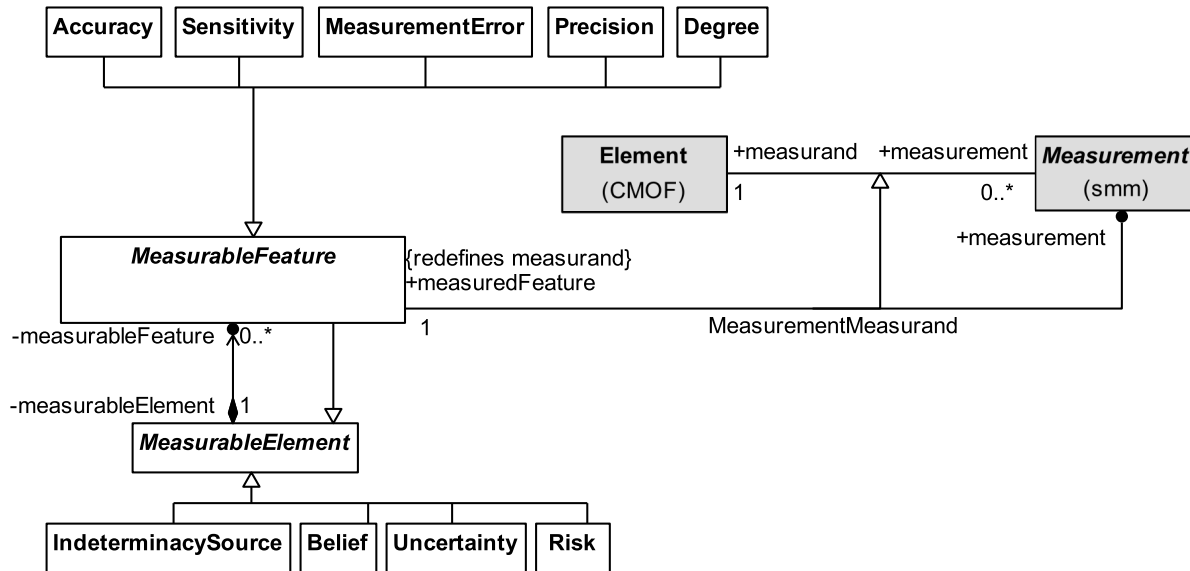 Accuracy
Sensitivity
MeasurementError
Precision
Degree
Element
(CMOF)
+measurand
+measurement
1
0..*
Measurement
(smm)
+measurement
MeasurableFeature
{redefines measurand}
+measuredFeature
1
MeasurementMeasurand
-measurableFeature
0..*
-measurableElement
1
MeasurableElement
IndeterminacySource
Belief
Uncertainty
Risk